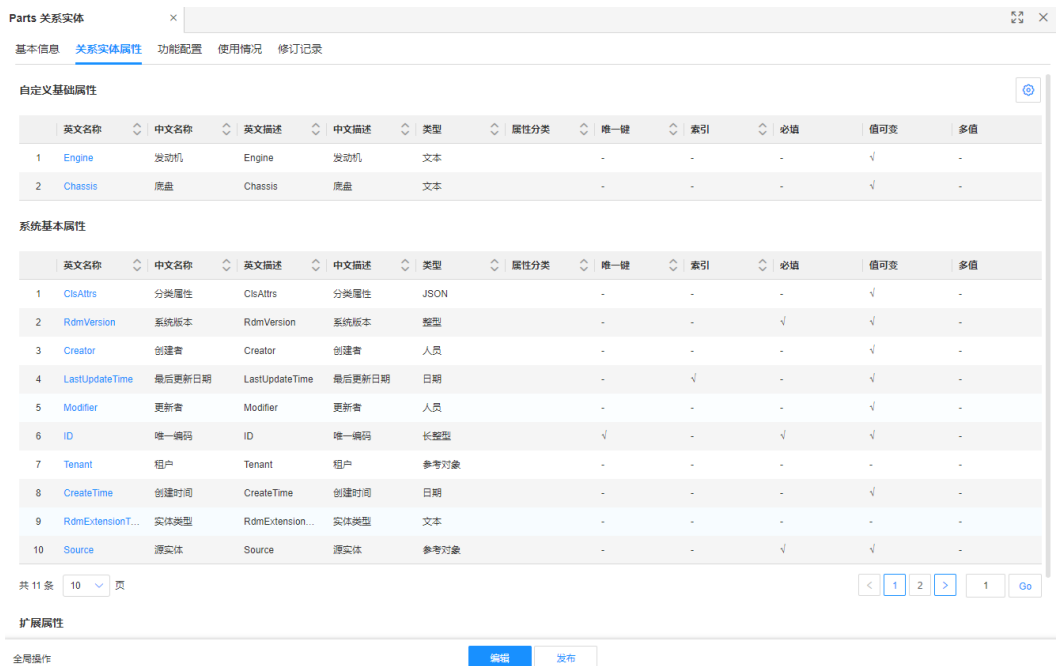 Parts 关系实体 ×
基本信息 关系实体属性 功能配置 使用情况 修订记录
自定义基础属性
英文名称 中文名称 英文描述 中文描述 类型 属性分类 唯一键 索引 必填 值可变 多值
1 Engine 发动机 Engine 发动机 文本 - - - √ -
2 Chassis 底盘 Chassis 底盘 文本 - - - √ -
系统基本属性
英文名称 中文名称 英文描述 中文描述 类型 属性分类 唯一键 索引 必填 值可变 多值
1 ClsAttrs 分类属性 ClsAttrs 分类属性 JSON - - - √ -
2 RdmVersion 系统版本 RdmVersion 系统版本 整型 - - √ √ -
3 Creator 创建者 Creator 创建者 人员 - - - √ -
4 LastUpdateTime 最后更新日期 LastUpdateTime 最后更新日期 日期 - √ - √ -
5 Modifier 更新者 Modifier 更新者 人员 - - - √ -
6 ID 唯一编码 ID 唯一编码 长整型 √ - √ √ -
7 Tenant 租户 Tenant 租户 参考对象 - - - - -
8 CreateTime 创建时间 CreateTime 创建时间 日期 - - - √ -
9 RdmExtensionT... 实体类型 RdmExtension... 实体类型 文本 - - - - -
10 Source 源实体 Source 源实体 参考对象 - - √ √ -
共 11 条 10 页 < 1 2 > 1 Go
扩展属性
全局操作 编辑 发布